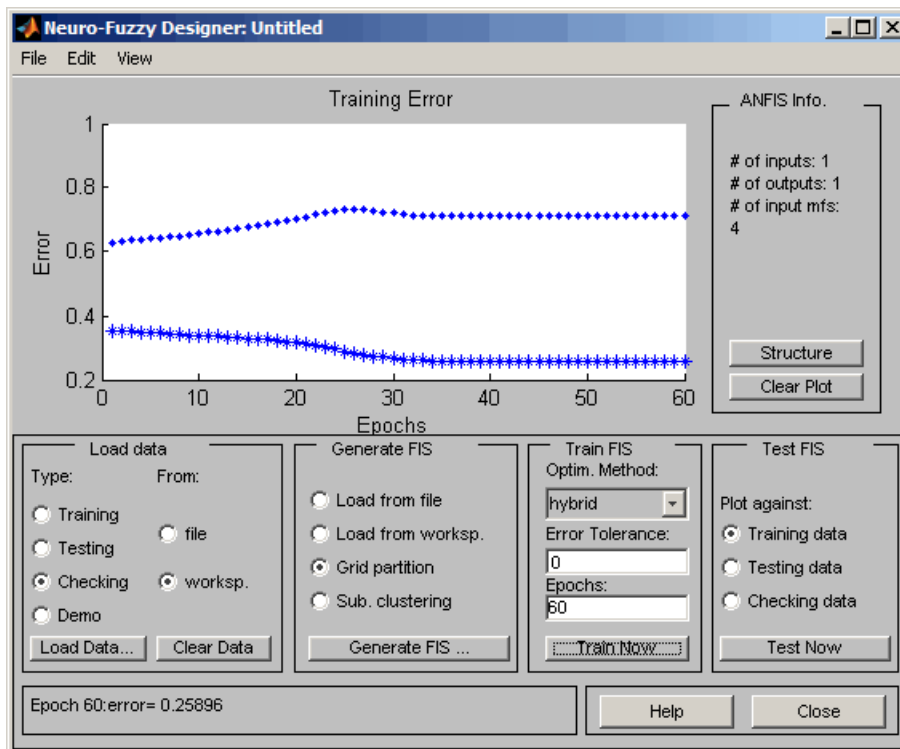 Neuro-Fuzzy Designer: Untitled
File Edit View
Training Error
1
0.8
0.6
0.4
0.2
Error
0 10 20 30 40 50 60
Epochs
ANFIS Info.
# of inputs: 1
# of outputs: 1
# of input mfs:
4
Structure
Clear Plot
Load data
Type: From:
Training
file
Testing
Checking
worksp.
Demo
Load Data... Clear Data
Generate FIS
Load from file
Load from worksp.
Grid partition
Sub. clustering
Generate FIS ...
Train FIS
Optim. Method:
hybrid
Error Tolerance:
0
Epochs:
60
Train Now
Test FIS
Plot against:
Training data
Testing data
Checking data
Test Now
Epoch 60:error= 0.25896
Help
Close